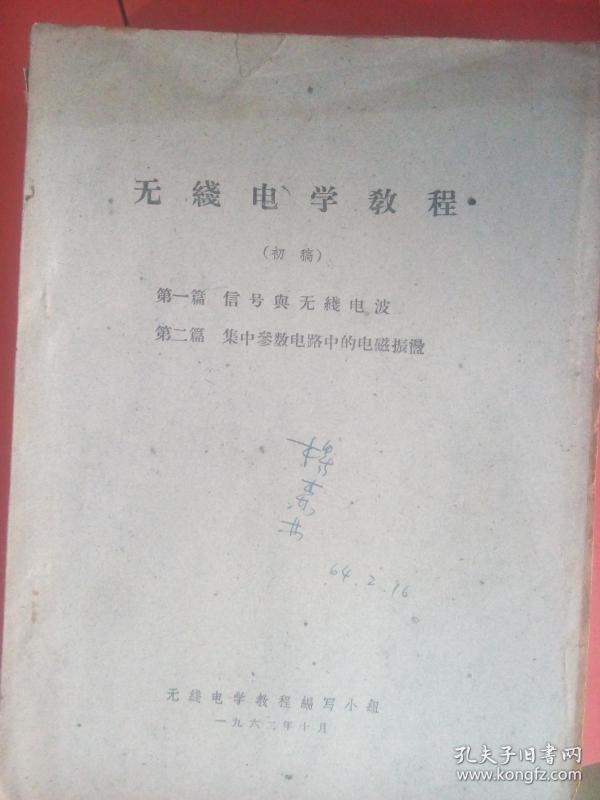 无綫电学教程
(初稿)
第一篇 信号與无綫电波
第二篇 集中参数电路中的电磁振盪
64.2.16
无綫电学教程編写小組
一九六二年十月
孔夫子旧书网
www.kongfz.com